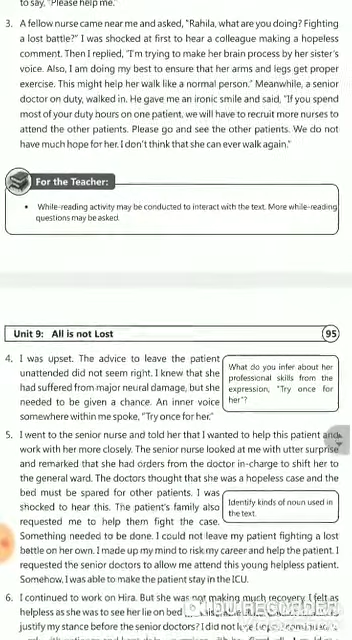 to say, "Please help me."
3. A fellow nurse came near me and asked, "Rahila, what are you doing? Fighting
a lost battle?" I was shocked at first to hear a colleague making a hopeless
comment. Then I replied, "I'm trying to make her brain process by her sister's
voice. Also, I am doing my best to ensure that her arms and legs get proper
exercise. This might help her walk like a normal person." Meanwhile, a senior
doctor on duty, walked in. He gave me an ironic smile and said, "If you spend
most of your duty hours on one patient, we will have to recruit more nurses to
attend the other patients. Please go and see the other patients. We do not
have much hope for her. I don't think that she can ever walk again."
For the Teacher:
• While-reading activity may be conducted to interact with the text. More while-reading
questions may be asked.
Unit 9: All is not Lost
95
4. I was upset. The advice to leave the patient
unattended did not seem right. I knew that she
had suffered from major neural damage, but she
needed to be given a chance. An inner voice
somewhere within me spoke, "Try once for her."
What do you infer about her
professional skills from the
expression, "Try once for
her"?
5. I went to the senior nurse and told her that I wanted to help this patient and
work with her more closely. The senior nurse looked at me with utter surprise
and remarked that she had orders from the doctor in-charge to shift her to
the general ward. The doctors thought that she was a hopeless case and the
bed must be spared for other patients. I was
shocked to hear this. The patient's family also
requested me to help them fight the case.
Identify kinds of noun used in
the text.
Something needed to be done. I could not leave my patient fighting a lost
bettle on her own. I made up my mind to risk my career and help the patient. I
requested the senior doctors to allow me attend this young helpless patient.
Somehow, I was able to make the patient stay in the ICU.
6. I continued to work on Hira. But she was not making much recovery. I felt as
helpless as she was to see her lie on bed
justify my stance before the senior doctors? I did not